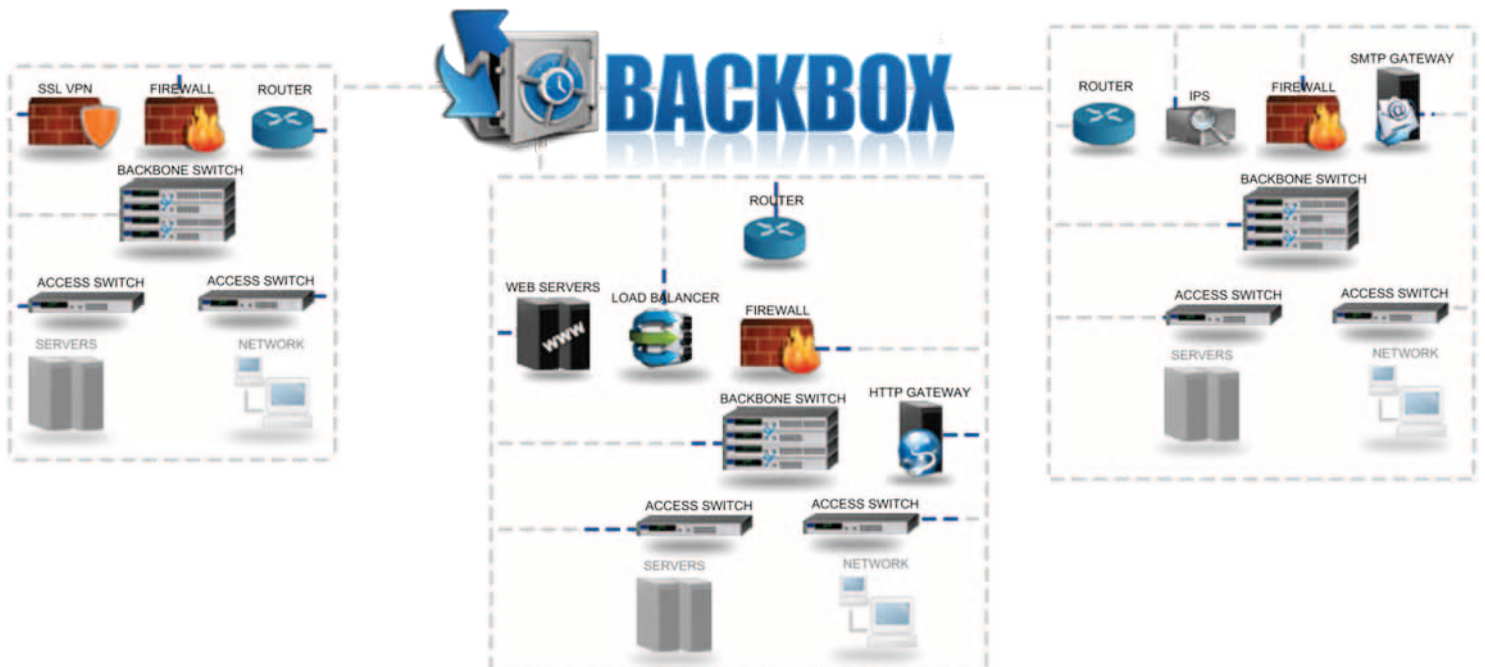 BACKBOX
SSL VPN
FIREWALL
ROUTER
BACKBONE SWITCH
ACCESS SWITCH
ACCESS SWITCH
SERVERS
NETWORK
ROUTER
WEB SERVERS
WWW
LOAD BALANCER
FIREWALL
BACKBONE SWITCH
HTTP GATEWAY
ACCESS SWITCH
ACCESS SWITCH
SERVERS
NETWORK
ROUTER
IPS
FIREWALL
SMTP GATEWAY
@
BACKBONE SWITCH
ACCESS SWITCH
ACCESS SWITCH
SERVERS
NETWORK